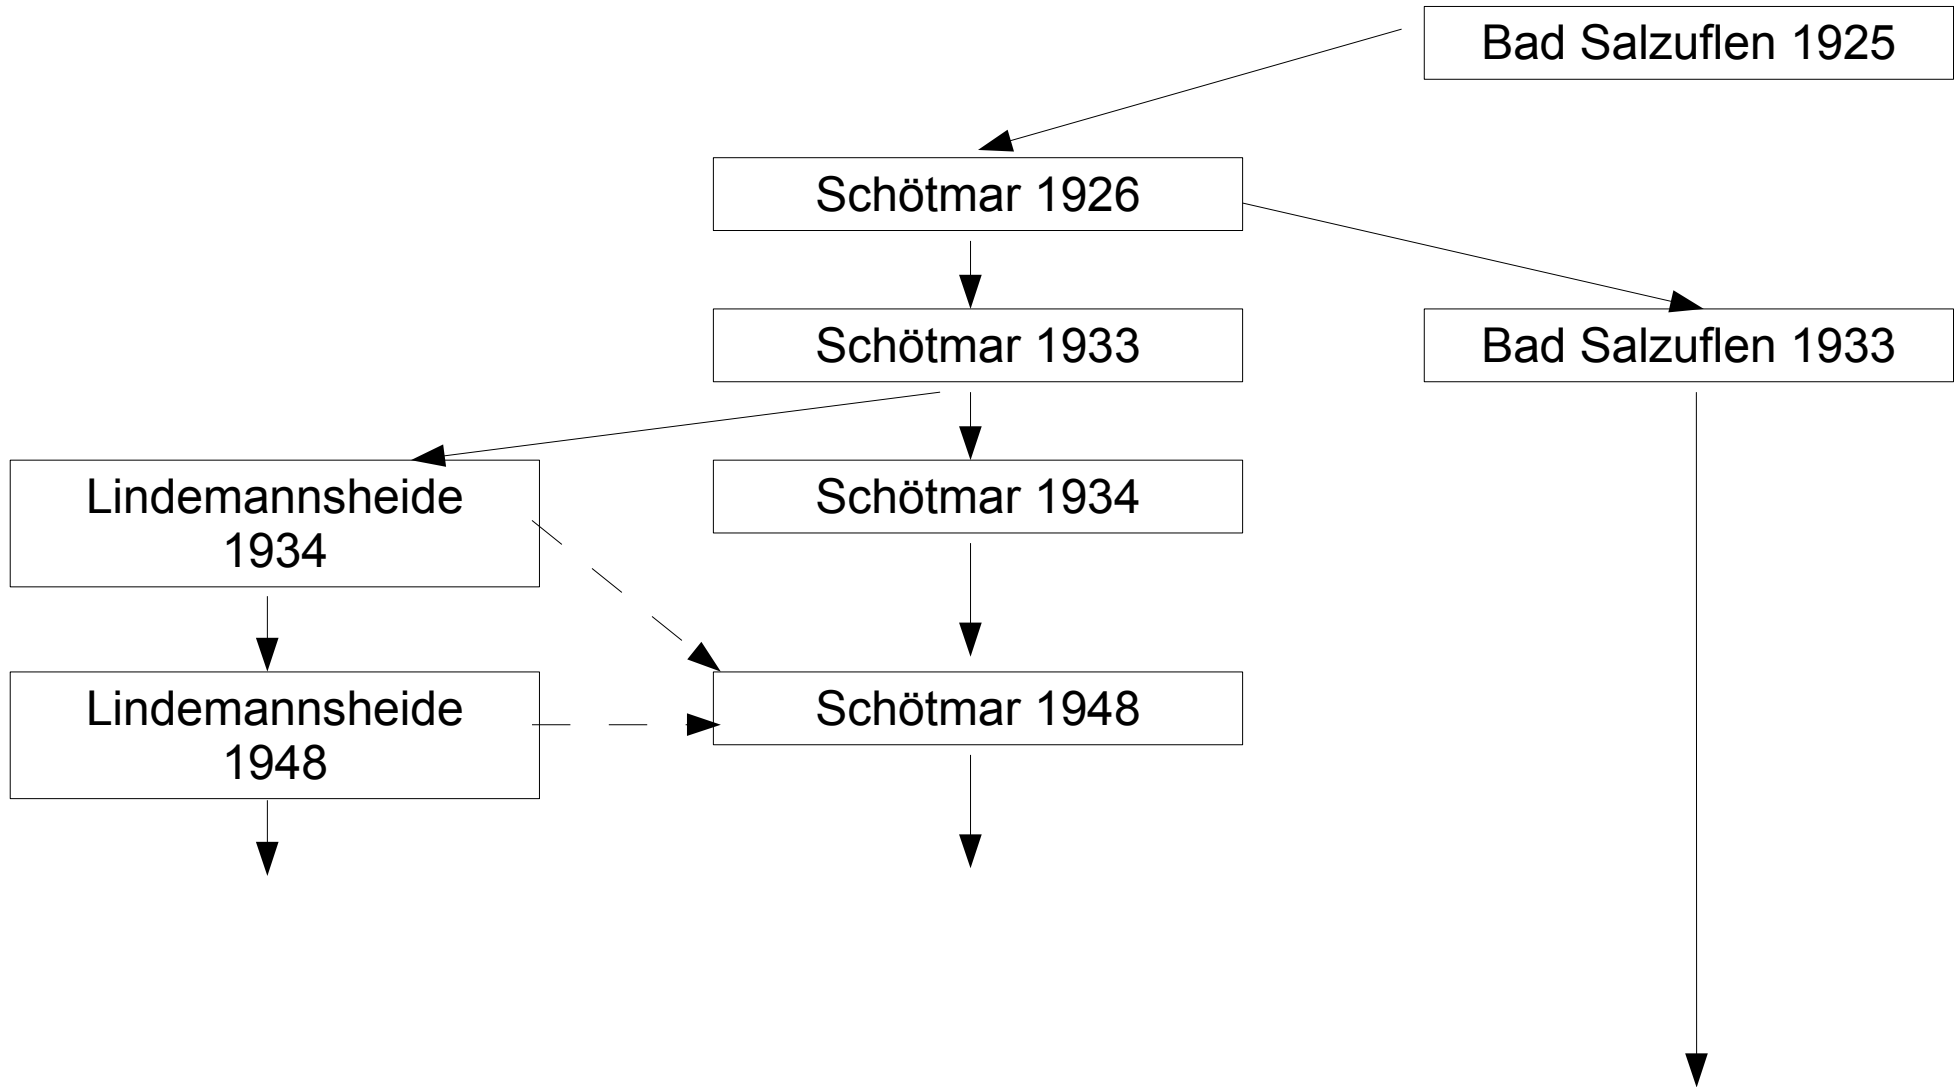 Bad Salzuflen 1925
Schötmar 1926
Schötmar 1933
Bad Salzuflen 1933
Lindemannsheide
1934
Schötmar 1934
Lindemannsheide
1948
Schötmar 1948